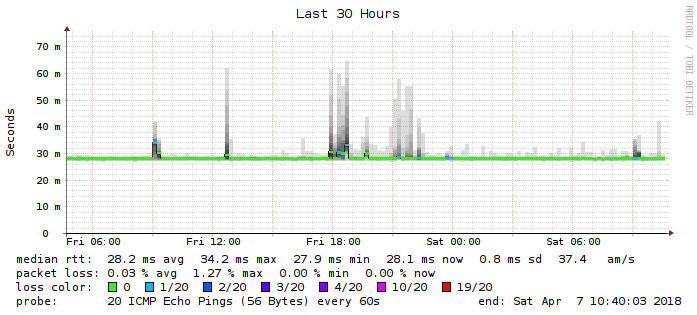 Last 30 Hours
RRDTOOL / TOBI OETIKER
Seconds
70 m
60 m
50 m
40 m
30 m
20 m
10 m
0
Fri 06:00 Fri 12:00 Fri 18:00 Sat 00:00 Sat 06:00
median rtt: 28.2 ms avg 34.2 ms max 27.9 ms min 28.1 ms now 0.8 ms sd 37.4 am/s
packet loss: 0.03 % avg 1.27 % max 0.00 % min 0.00 % now
loss color: 0 1/20 2/20 3/20 4/20 10/20 19/20
probe: 20 ICMP Echo Pings (56 Bytes) every 60s end: Sat Apr 7 10:40:03 2018